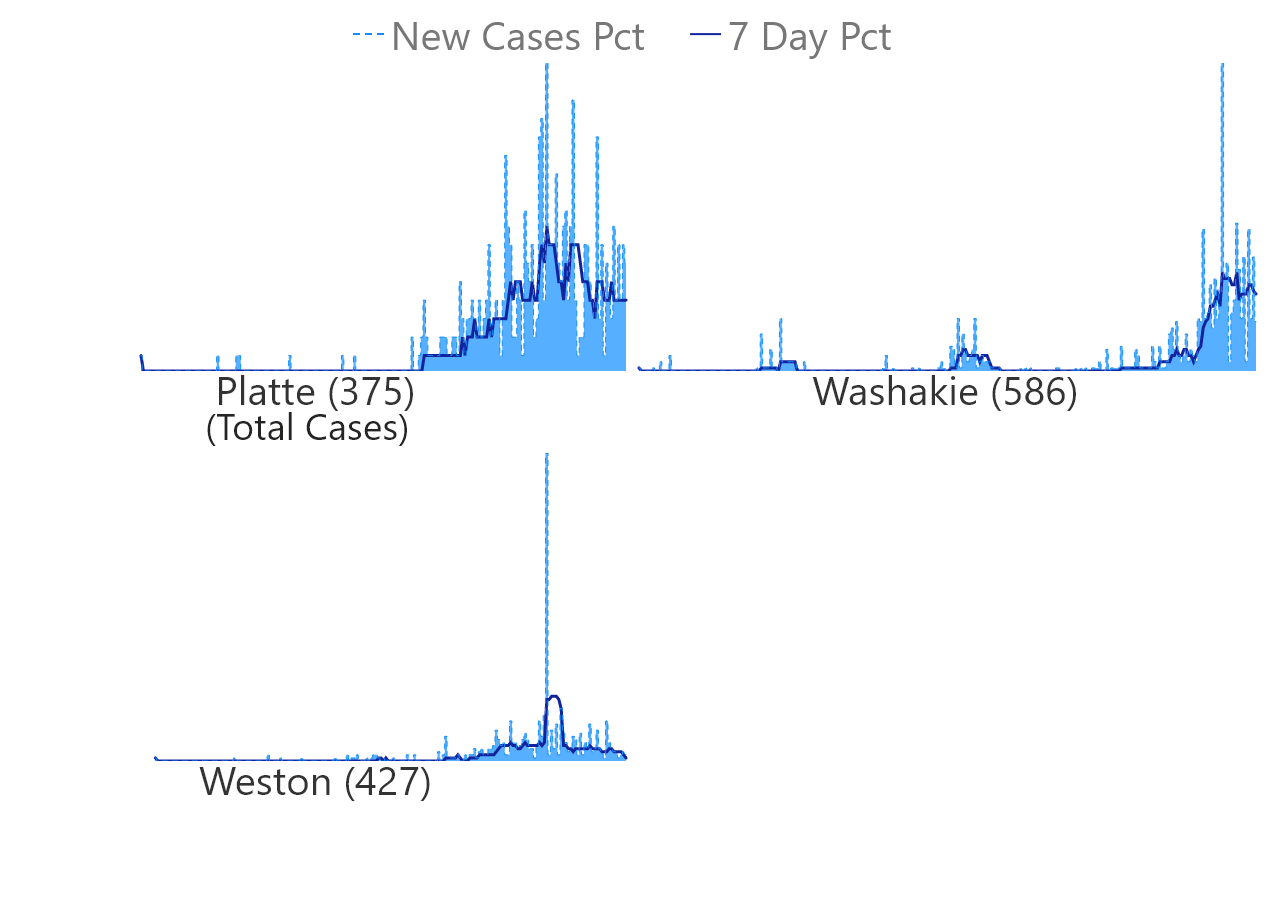 New Cases Pct 7 Day Pct
Platte (375) Washakie (586)
(Total Cases)
Weston (427)